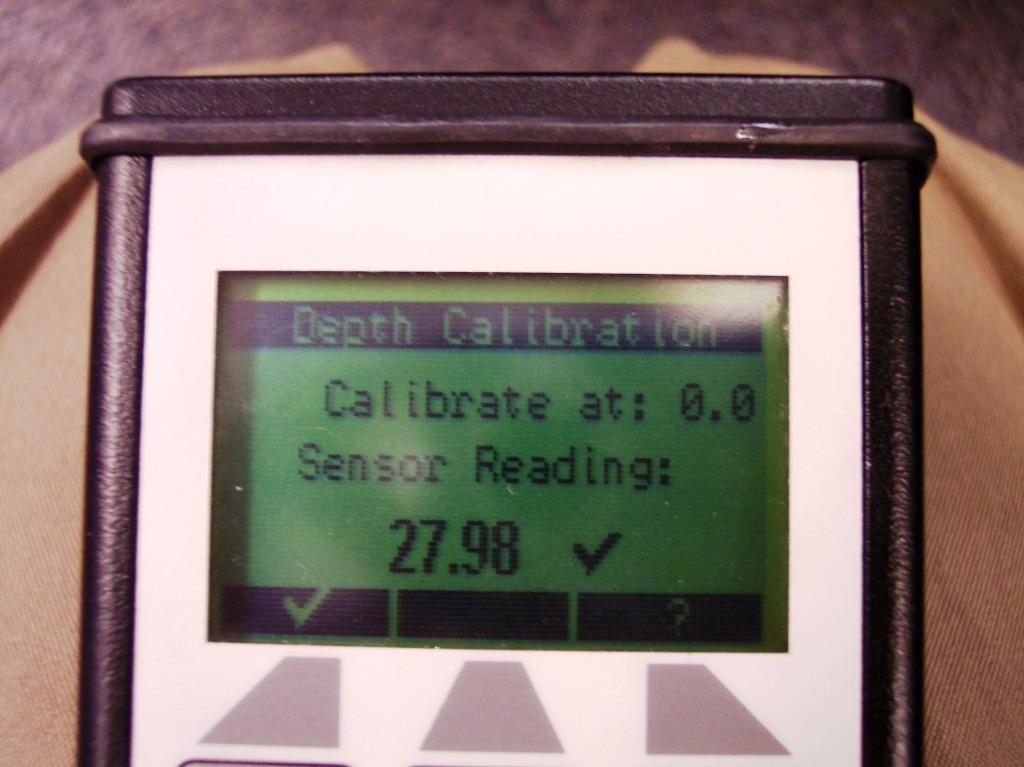 Depth Calibration
Calibrate at: 0.0
Sensor Reading:
27.98 ✓
✓ ?